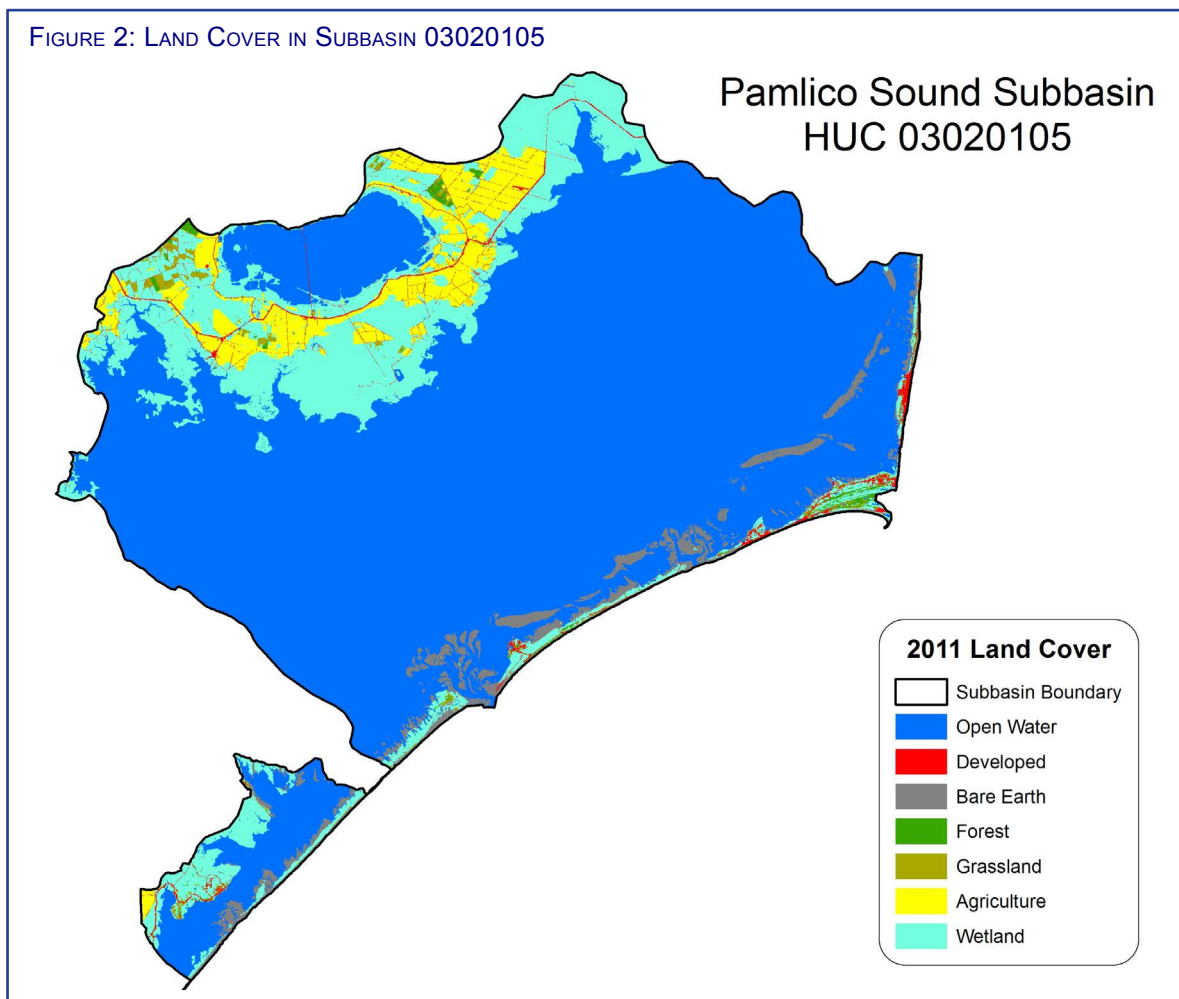 FIGURE 2: LAND COVER IN SUBBASIN 03020105
Pamlico Sound Subbasin
HUC 03020105
2011 Land Cover
Subbasin Boundary
Open Water
Developed
Bare Earth
Forest
Grassland
Agriculture
Wetland